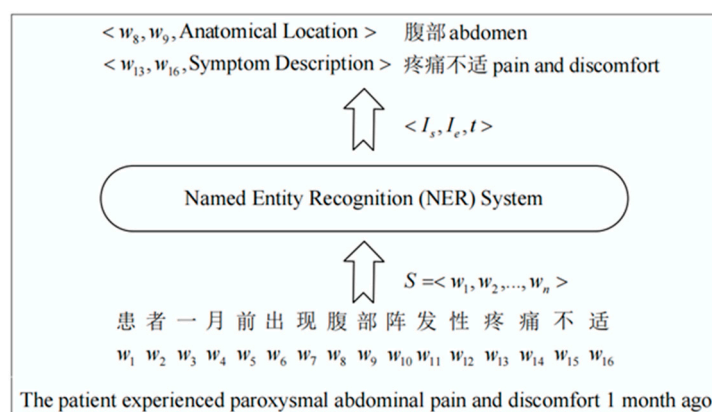 < w₈, w₉, Anatomical Location > 腹部 abdomen
< w₁₃, w₁₆, Symptom Description > 疼痛不适 pain and discomfort
< Iₛ, Iₑ, t >
Named Entity Recognition (NER) System
S =< w₁, w₂, ..., wₙ >
患 者 一 月 前 出 现 腹 部 阵 发 性 疼 痛 不 适
w₁ w₂ w₃ w₄ w₅ w₆ w₇ w₈ w₉ w₁₀ w₁₁ w₁₂ w₁₃ w₁₄ w₁₅ w₁₆
The patient experienced paroxysmal abdominal pain and discomfort 1 month ago